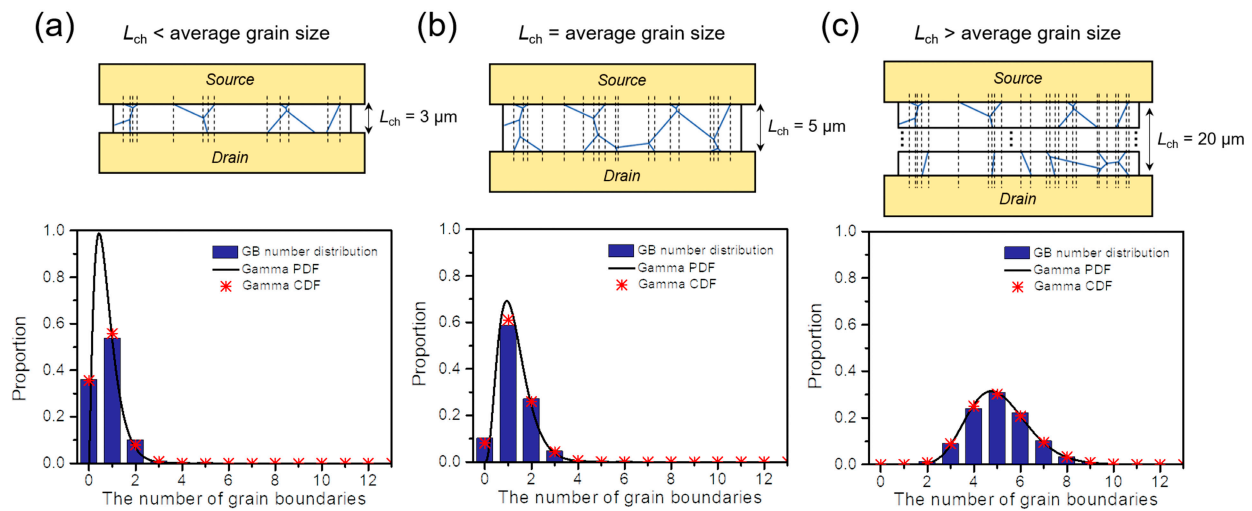 (a)
L_ch < average grain size
Source
L_ch = 3 µm
Drain
1.0
0.8
0.6
0.4
0.2
0.0
Proportion
GB number distribution
Gamma PDF
Gamma CDF
0 2 4 6 8 10 12
The number of grain boundaries
(b)
L_ch = average grain size
Source
L_ch = 5 µm
Drain
1.0
0.8
0.6
0.4
0.2
0.0
Proportion
GB number distribution
Gamma PDF
Gamma CDF
0 2 4 6 8 10 12
The number of grain boundaries
(c)
L_ch > average grain size
Source
L_ch = 20 µm
Drain
1.0
0.8
0.6
0.4
0.2
0.0
Proportion
GB number distribution
Gamma PDF
Gamma CDF
0 2 4 6 8 10 12
The number of grain boundaries